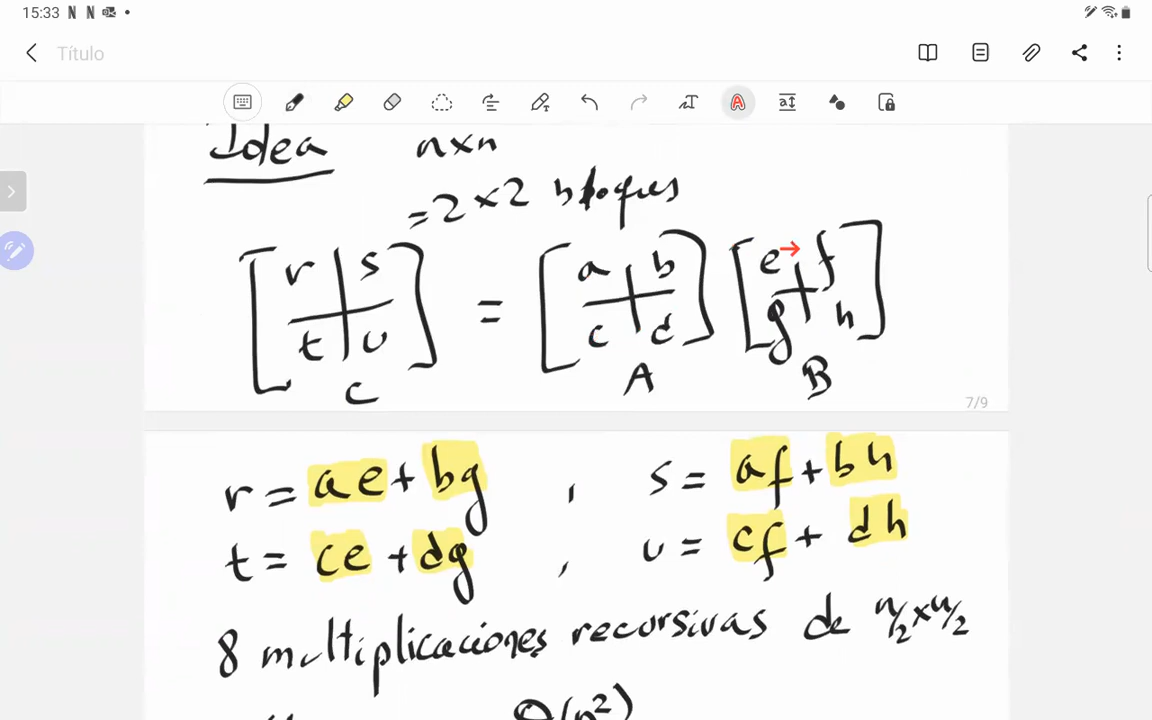 15:33 N N
Título
Idea n×n
=2×2 bloques
[r s t u] = [a b c d] [e→f g h]
C A B
7/9
r = ae + bg , s = af + bh
t = ce + dg , u = cf + dh
8 multiplicaciones recursivas de n/2×n/2
Θ(n²)